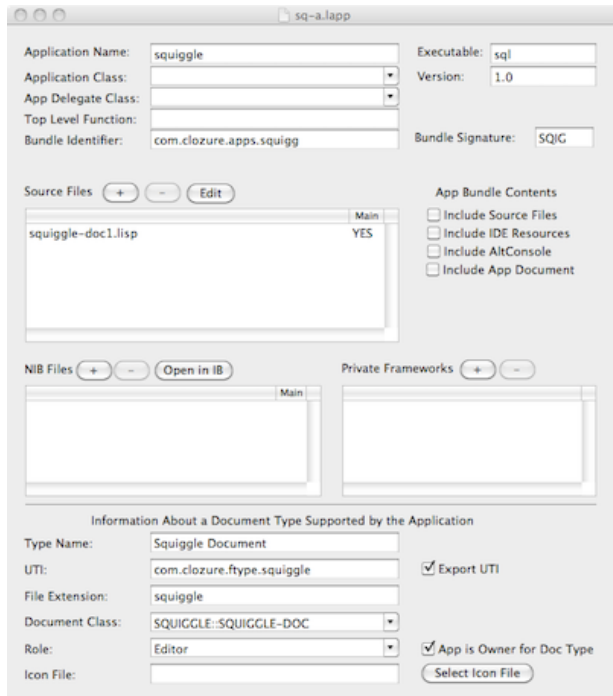 sq-a.lapp
Application Name: squiggle Executable: sql
Application Class: Version: 1.0
App Delegate Class:
Top Level Function:
Bundle Identifier: com.clozure.apps.squigg Bundle Signature: SQIG
Source Files + - Edit App Bundle Contents
Main Include Source Files
squiggle-doc1.lisp YES Include IDE Resources
Include AltConsole
Include App Document
NIB Files + - Open in IB Private Frameworks + -
Main
Information About a Document Type Supported by the Application
Type Name: Squiggle Document
UTI: com.clozure.ftype.squiggle Export UTI
File Extension: squiggle
Document Class: SQUIGGLE::SQUIGGLE-DOC
Role: Editor App is Owner for Doc Type
Icon File: Select Icon File